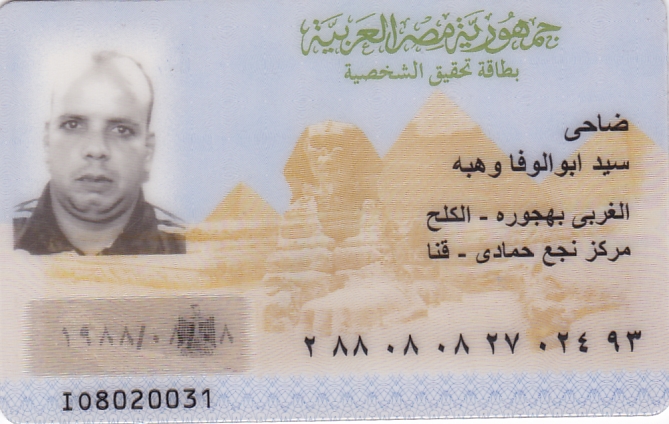 جمهورية مصر العربية
بطاقة تحقيق الشخصية
ضاحى
سيد ابوالوفا وهبه
الغربى بهجوره - الكلح
مركز نجع حمادى - قنا
٢ ٨٨ ٠٨ ٠٨ ٢٧ ٠٢٤ ٩٣
١٩٨٨/٠٨/٠٨
I08020031